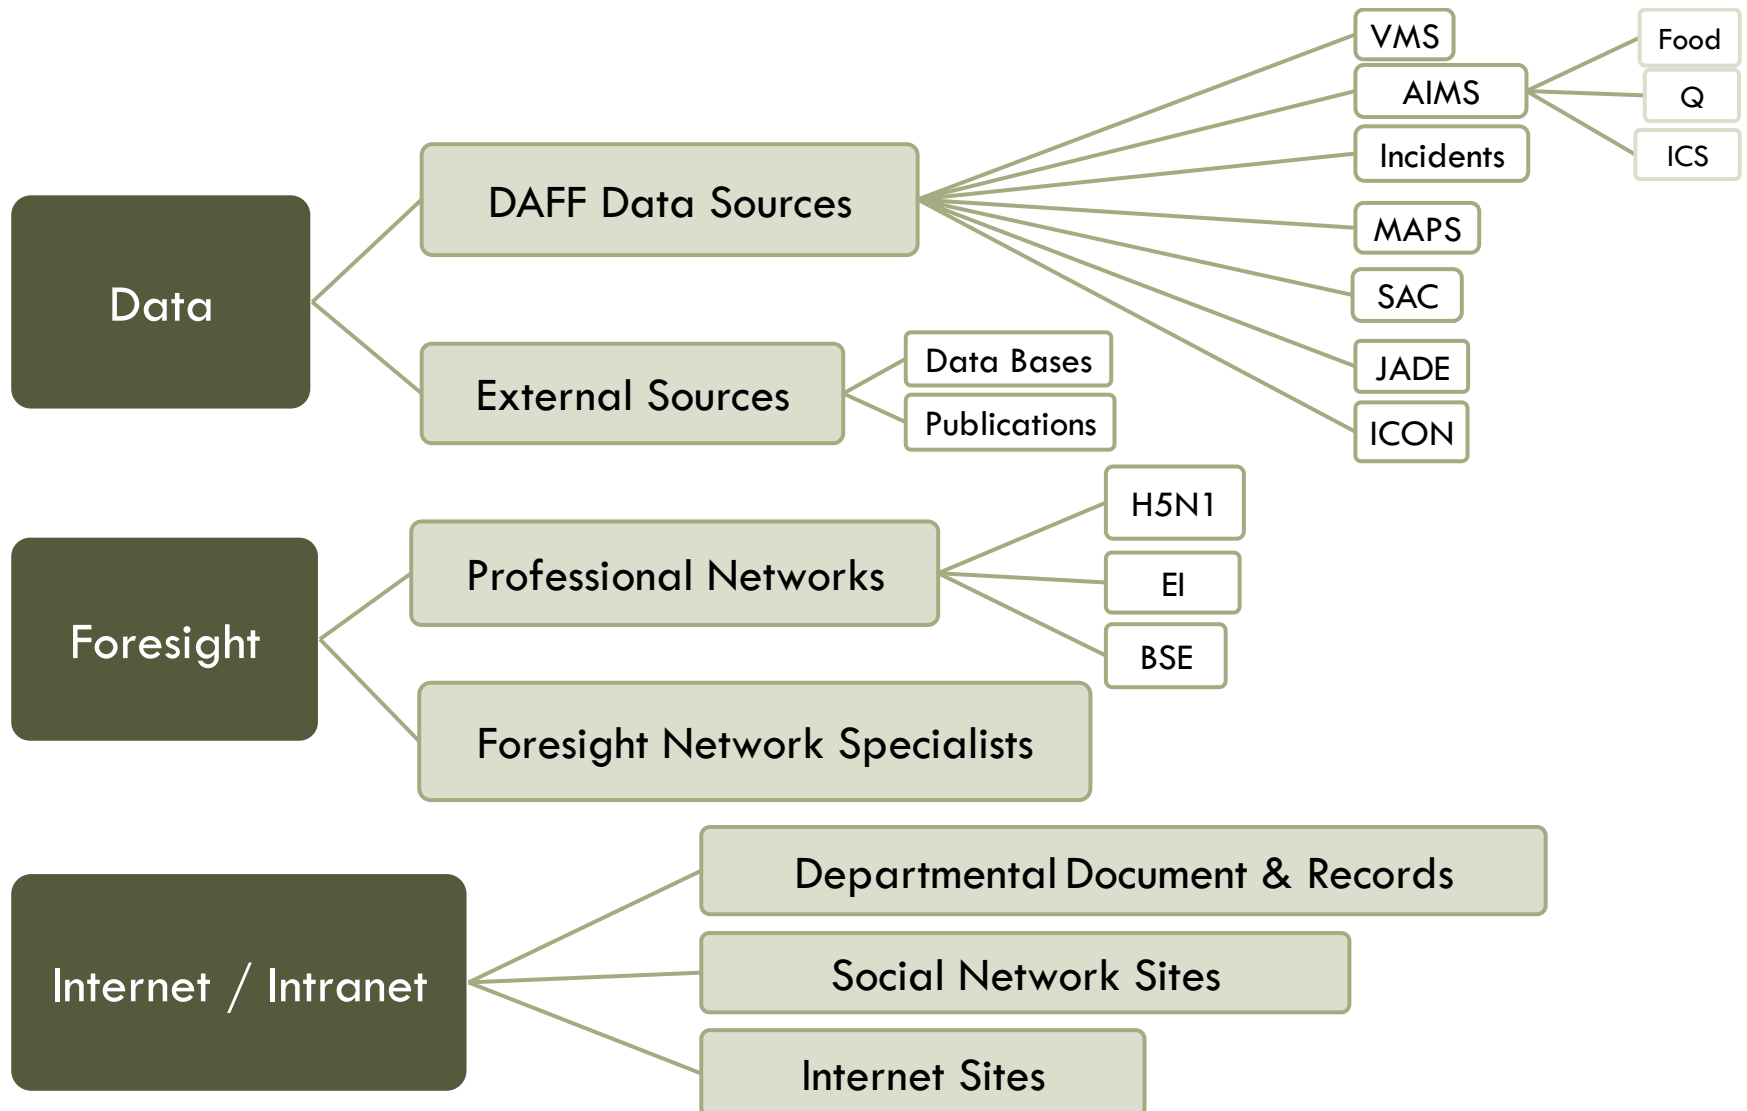 Data
DAFF Data Sources
VMS
AIMS
Food
Q
ICS
Incidents
MAPS
SAC
JADE
ICON
External Sources
Data Bases
Publications
Foresight
Professional Networks
H5N1
EI
BSE
Foresight Network Specialists
Internet / Intranet
Departmental Document & Records
Social Network Sites
Internet Sites